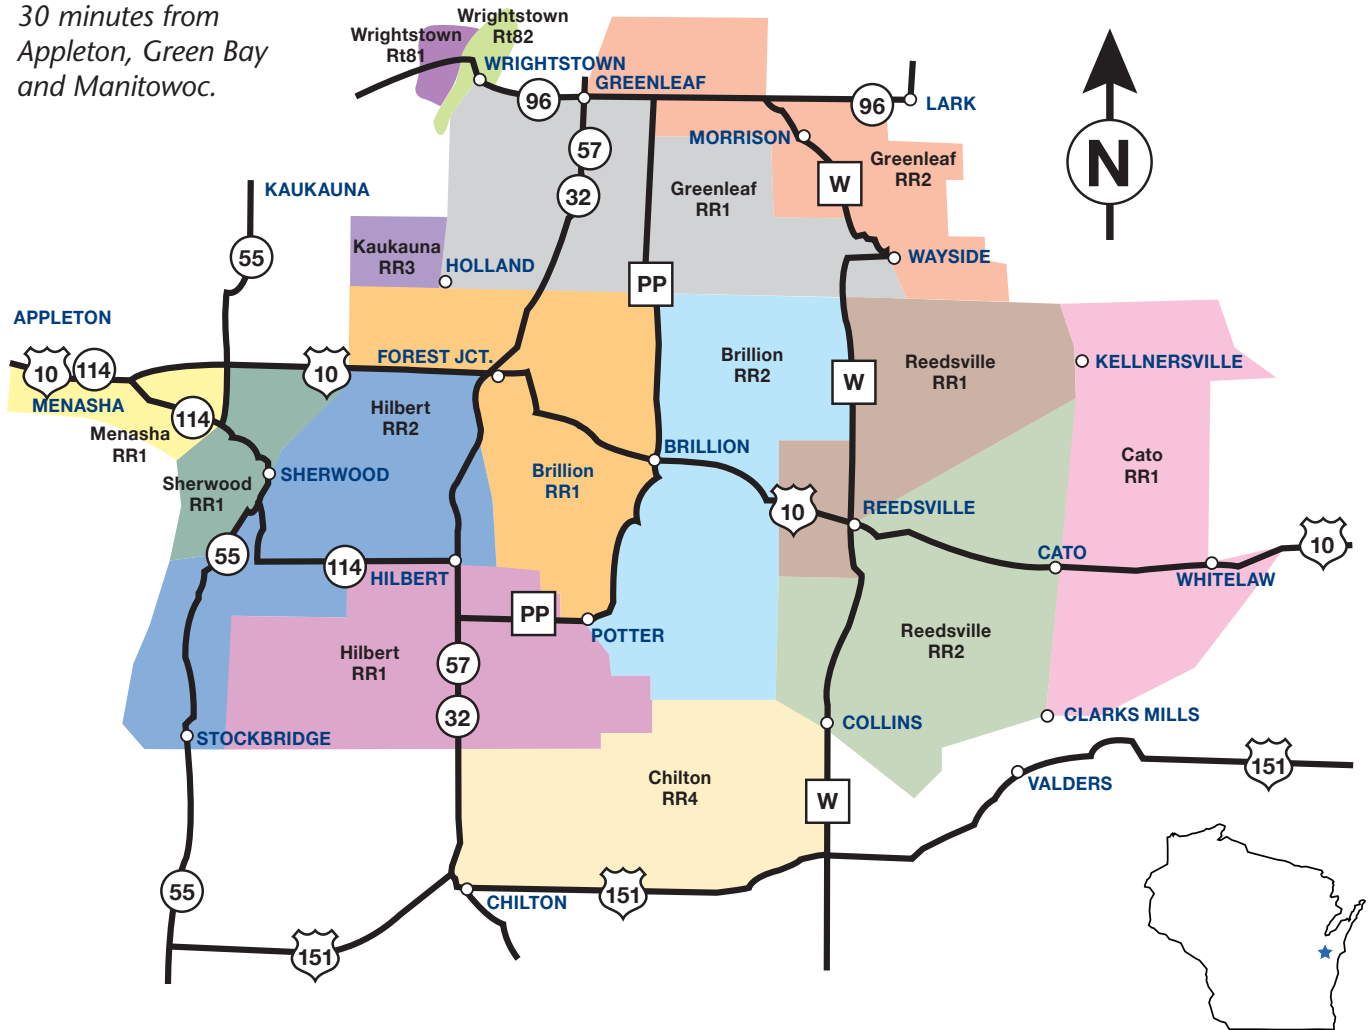 30 minutes from
Appleton, Green Bay
and Manitowoc.
Wrightstown
Rt81
Wrightstown
Rt82
WRIGHTSTOWN
GREENLEAF
96
96
LARK
57
32
MORRISON
W
Greenleaf
RR2
Greenleaf
RR1
N
KAUKAUNA
55
Kaukauna
RR3
HOLLAND
PP
WAYSIDE
APPLETON
10
114
10
FOREST JCT.
MENASHA
114
Menasha
RR1
Hilbert
RR2
Brillion
RR2
W
Reedsville
RR1
KELLNERSVILLE
SHERWOOD
Sherwood
RR1
Brillion
RR1
BRILLION
10
REEDSVILLE
Cato
RR1
55
114
HILBERT
CATO
WHITELAW
10
PP
POTTER
Hilbert
RR1
57
32
Reedsville
RR2
STOCKBRIDGE
COLLINS
CLARKS MILLS
Chilton
RR4
W
VALDERS
151
55
151
CHILTON
151